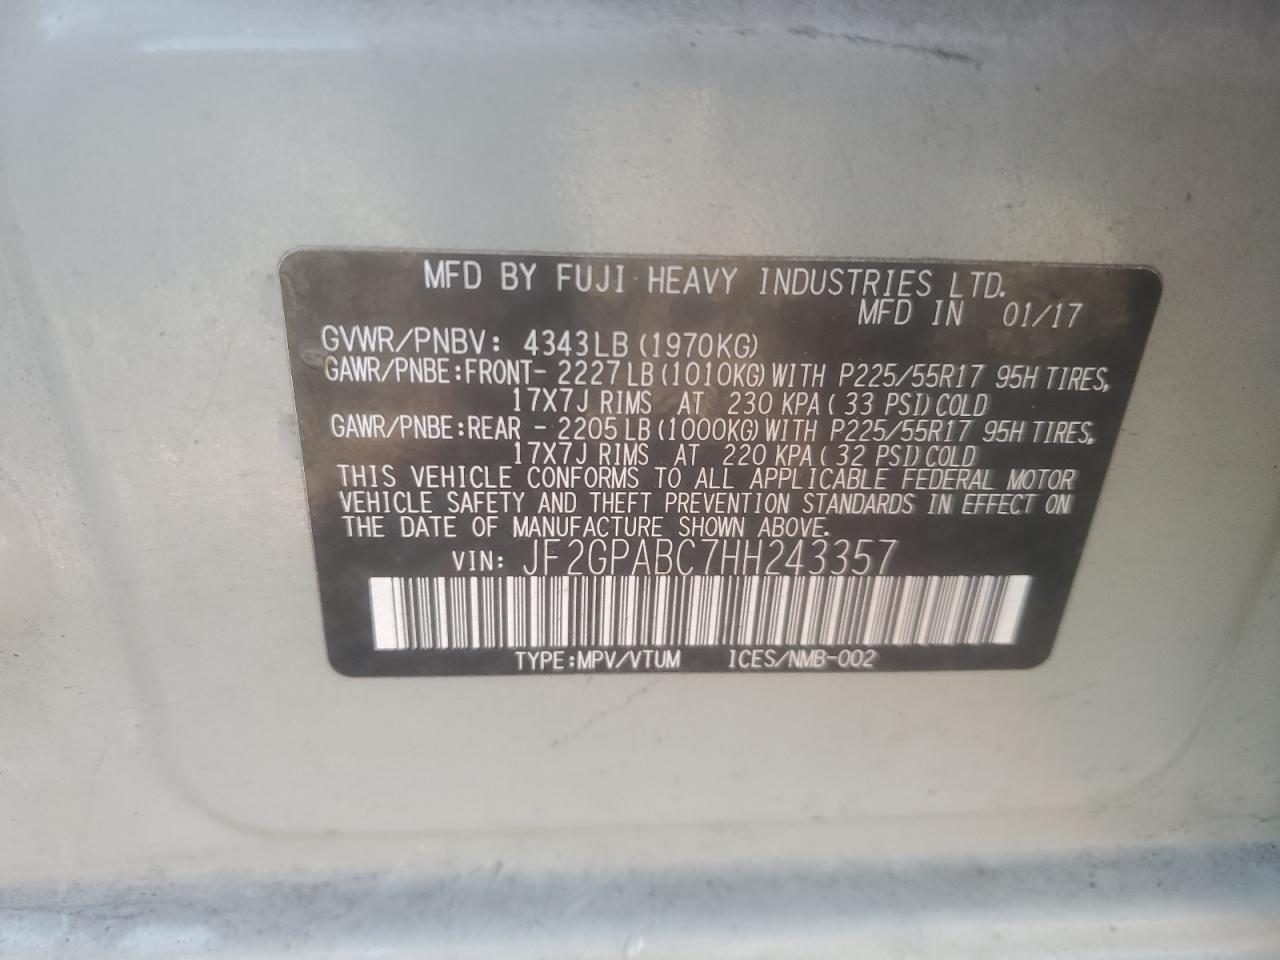 MFD BY FUJI HEAVY INDUSTRIES LTD.
MFD IN 01/17
GVWR/PNBV: 4343LB (1970KG)
GAWR/PNBE:FRONT- 2227LB (1010KG) WITH P225/55R17 95H TIRES,
17X7J RIMS AT 230 KPA ( 33 PSI) COLD
GAWR/PNBE:REAR - 2205LB (1000KG) WITH P225/55R17 95H TIRES,
17X7J RIMS AT 220 KPA ( 32 PSI) COLD
THIS VEHICLE CONFORMS TO ALL APPLICABLE FEDERAL MOTOR
VEHICLE SAFETY AND THEFT PREVENTION STANDARDS IN EFFECT ON
THE DATE OF MANUFACTURE SHOWN ABOVE.
VIN: JF2GPABC7HH243357
TYPE:MPV/VTUM ICES/NMB-002